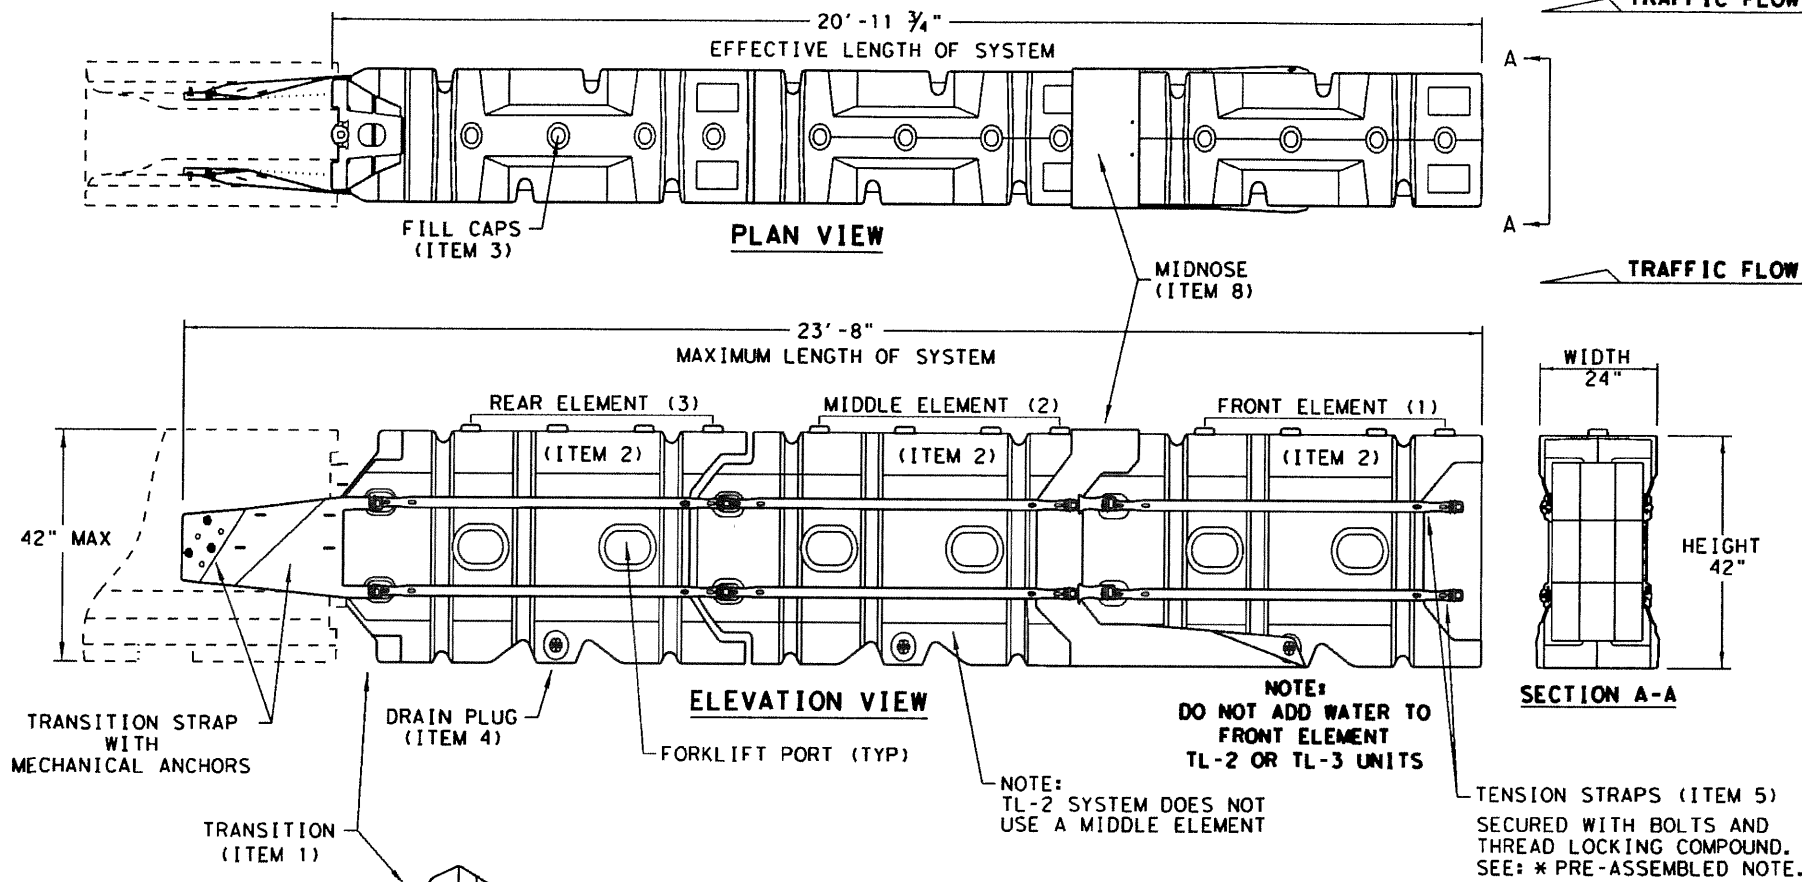 TRAFFIC FLOW
20'-11 ¾"
EFFECTIVE LENGTH OF SYSTEM
A
A
FILL CAPS
(ITEM 3)
PLAN VIEW
MIDNOSE
(ITEM 8)
TRAFFIC FLOW
23'-8"
MAXIMUM LENGTH OF SYSTEM
WIDTH
24"
REAR ELEMENT (3)
MIDDLE ELEMENT (2)
FRONT ELEMENT (1)
(ITEM 2)
(ITEM 2)
(ITEM 2)
42" MAX
HEIGHT
42"
TRANSITION STRAP
WITH
MECHANICAL ANCHORS
DRAIN PLUG
(ITEM 4)
ELEVATION VIEW
FORKLIFT PORT (TYP)
NOTE:
DO NOT ADD WATER TO
FRONT ELEMENT
TL-2 OR TL-3 UNITS
SECTION A-A
NOTE:
TL-2 SYSTEM DOES NOT
USE A MIDDLE ELEMENT
TENSION STRAPS (ITEM 5)
SECURED WITH BOLTS AND
THREAD LOCKING COMPOUND.
SEE: * PRE-ASSEMBLED NOTE.
TRANSITION
(ITEM 1)